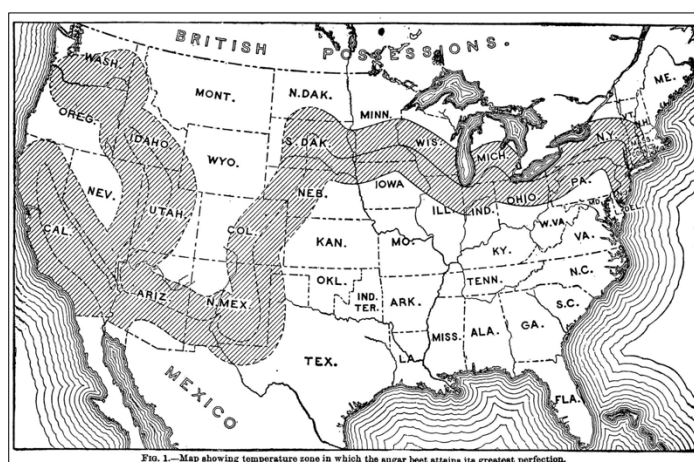 BRITISH POSSESSIONS.
WASH.
MONT.
N.DAK.
MINN.
ME.
OREG.
IDAHO.
S.DAK.
WIS.
MICH.
N.Y.
WYO.
NEV.
UTAH.
COL.
NEB.
IOWA
ILL.
IND.
OHIO
PA.
DEL.
CAL.
KAN.
MO.
KY.
W.VA.
VA.
ARIZ.
N.MEX.
OKL.
IND.
TER.
ARK.
TENN.
N.C.
S.C.
MISS.
ALA.
GA.
LA.
TEX.
FLA.
MEXICO
FIG. 1.—Map showing temperature zone in which the sugar beet attains its greatest perfection.